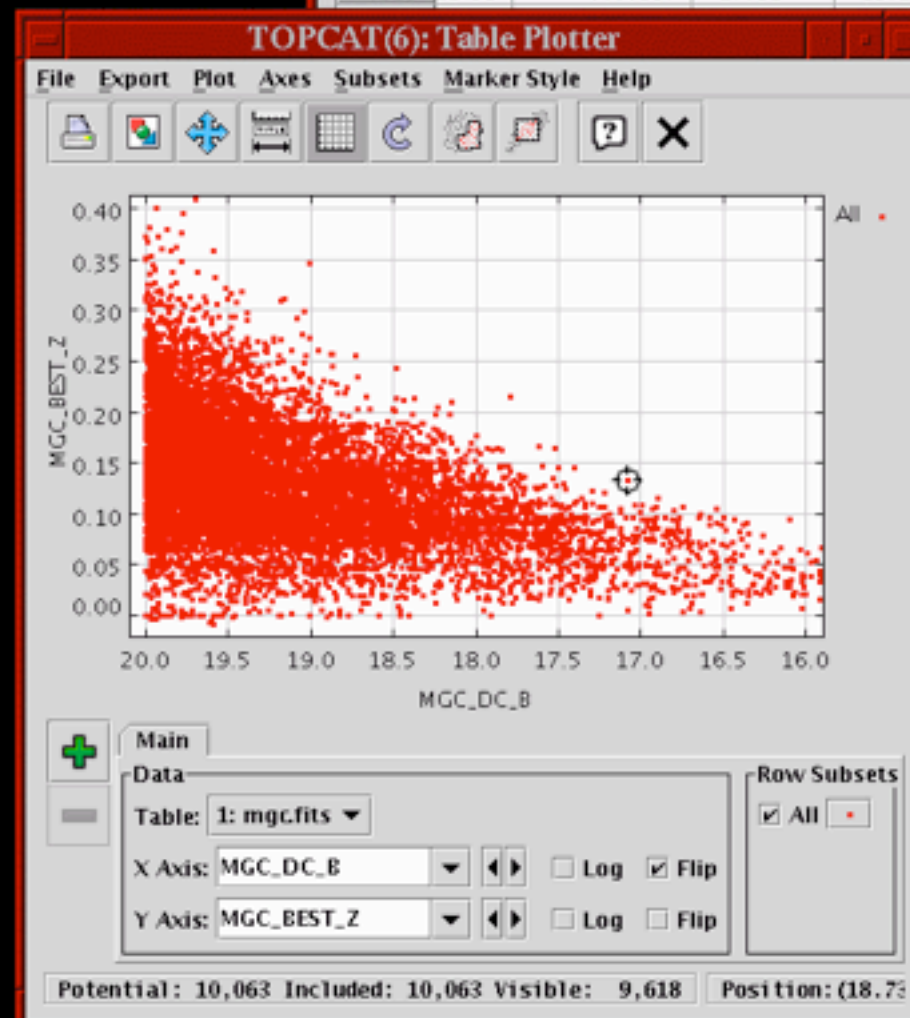 TOPCAT(6): Table Plotter
File Export Plot Axes Subsets Marker Style Help
All
0.40
0.35
0.30
0.25
0.20
0.15
0.10
0.05
0.00
MGC_BEST_Z
20.0 19.5 19.0 18.5 18.0 17.5 17.0 16.5 16.0
MGC_DC_B
Main
Data
Row Subsets
Table: 1: mgc.fits
All
X Axis: MGC_DC_B Log Flip
Y Axis: MGC_BEST_Z Log Flip
Potential: 10,063 Included: 10,063 Visible: 9,618 Position: (18.73